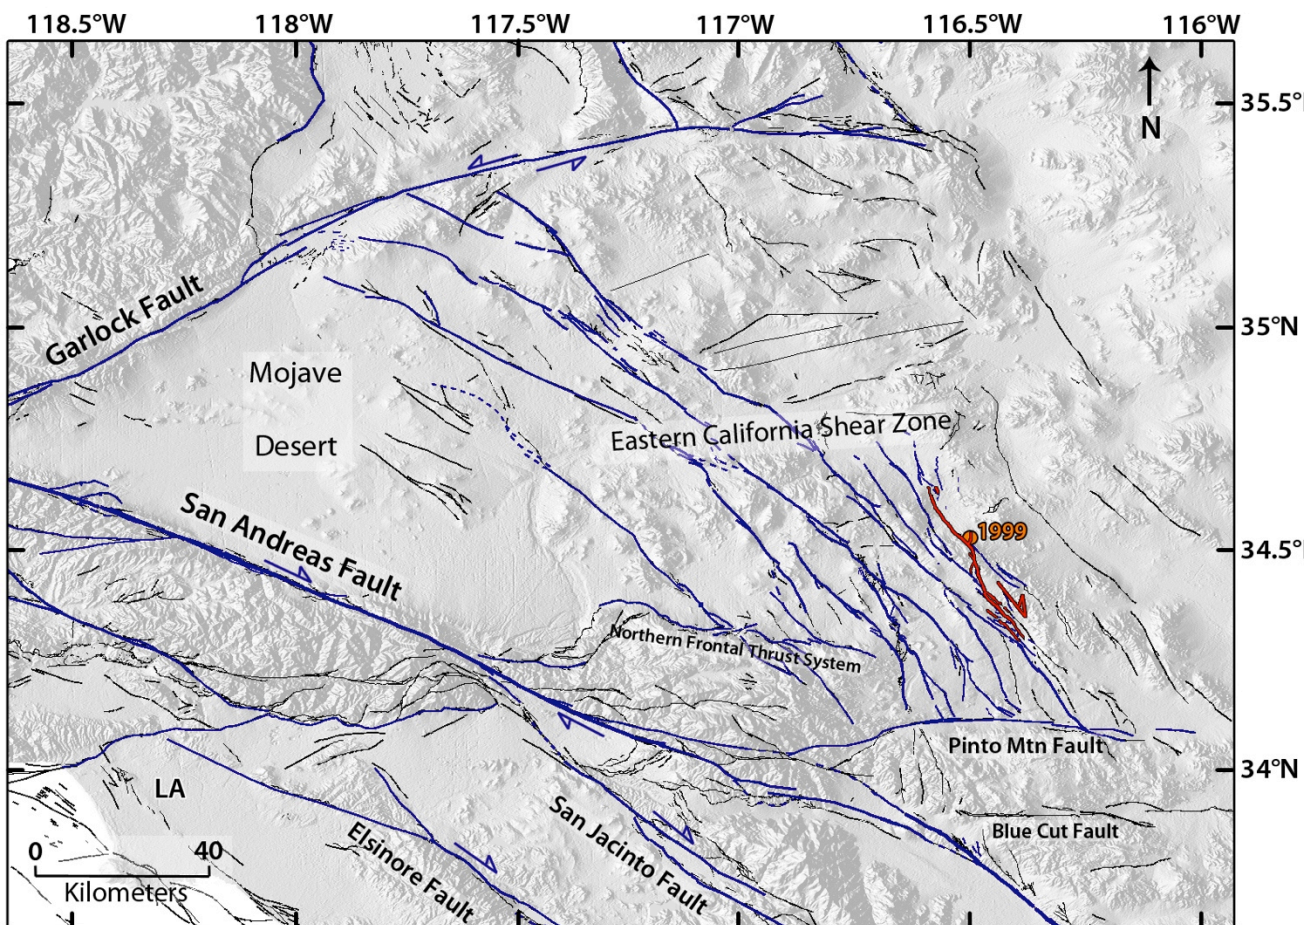 118.5°W 118°W 117.5°W 117°W 116.5°W 116°W
35.5°
N
Garlock Fault
35°N
Mojave
Desert
Eastern California Shear Zone
San Andreas Fault
1999
34.5°
Northern Frontal Thrust System
Pinto Mtn Fault
34°N
LA
Blue Cut Fault
Elsinore Fault
San Jacinto Fault
0 40
Kilometers